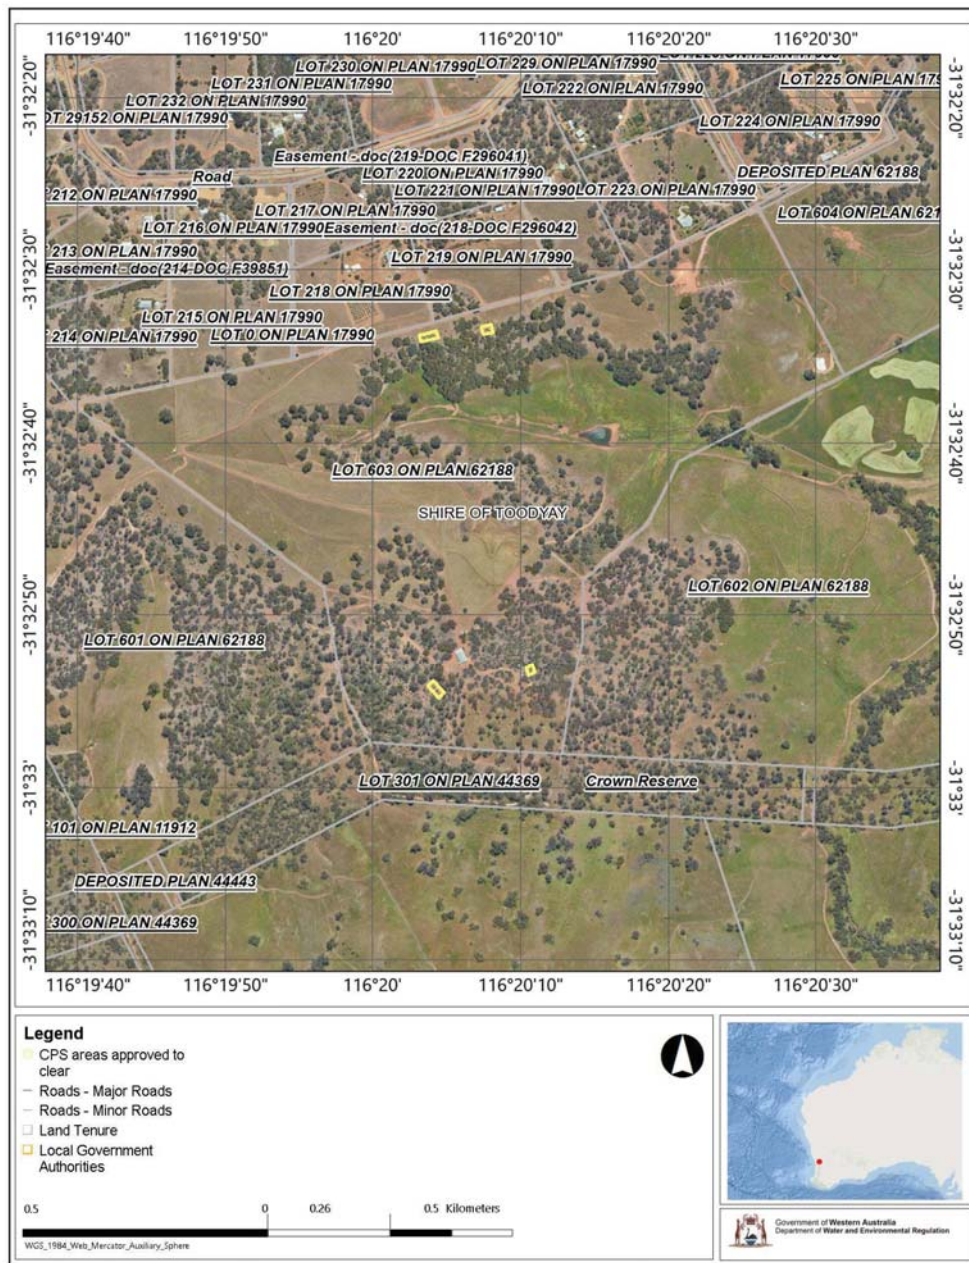 116°19'40" 116°19'50" 116°20' 116°20'10" 116°20'20" 116°20'30"
-31°32'20"
-31°32'20"
LOT 230 ON PLAN 17990
LOT 229 ON PLAN 17990
LOT 231 ON PLAN 17990
LOT 222 ON PLAN 17990
LOT 225 ON PLAN
LOT 232 ON PLAN 17990
OT 29152 ON PLAN 17990
LOT 224 ON PLAN 17990
Easement - doc(219-DOC F296041)
Road
LOT 220 ON PLAN 17990
DEPOSITED PLAN 62188
212 ON PLAN 17990
LOT 221 ON PLAN 17990
LOT 223 ON PLAN 17990
LOT 217 ON PLAN 17990
LOT 604 ON PLAN 621
LOT 216 ON PLAN 17990
Easement - doc(218-DOC F296042)
213 ON PLAN 17990
LOT 219 ON PLAN 17990
Easement - doc(214-DOC F39851)
-31°32'30"
-31°32'30"
LOT 218 ON PLAN 17990
LOT 215 ON PLAN 17990
214 ON PLAN 17990
LOT 0 ON PLAN 17990
-31°32'40"
-31°32'40"
LOT 603 ON PLAN 62188
SHIRE OF TOODYAY
LOT 602 ON PLAN 62188
-31°32'50"
-31°32'50"
LOT 601 ON PLAN 62188
LOT 301 ON PLAN 44369
Crown Reserve
-31°33'
-31°33'
101 ON PLAN 11912
DEPOSITED PLAN 44443
300 ON PLAN 44369
-31°33'10"
-31°33'10"
116°19'40" 116°19'50" 116°20' 116°20'10" 116°20'20" 116°20'30"
Legend
CPS areas approved to
clear
Roads - Major Roads
Roads - Minor Roads
Land Tenure
Local Government
Authorities
0.5 0 0.26 0.5 Kilometers
WGS_1984_Web_Mercator_Auxiliary_Sphere
Government of Western Australia
Department of Water and Environmental Regulation